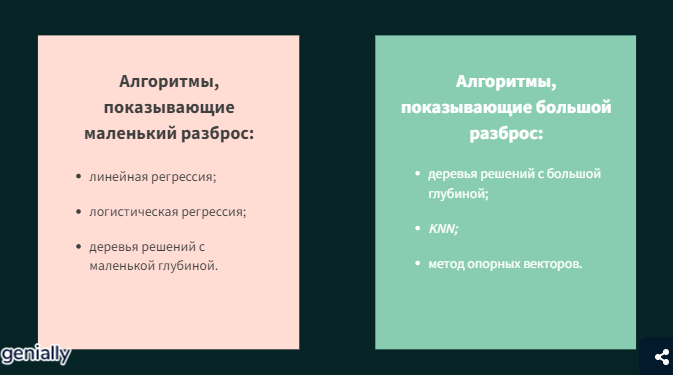 Алгоритмы,
показывающие
маленький разброс:
• линейная регрессия;
• логистическая регрессия;
• деревья решений с
маленькой глубиной.
Алгоритмы,
показывающие большой
разброс:
• деревья решений с большой
глубиной;
• KNN;
• метод опорных векторов.
genially